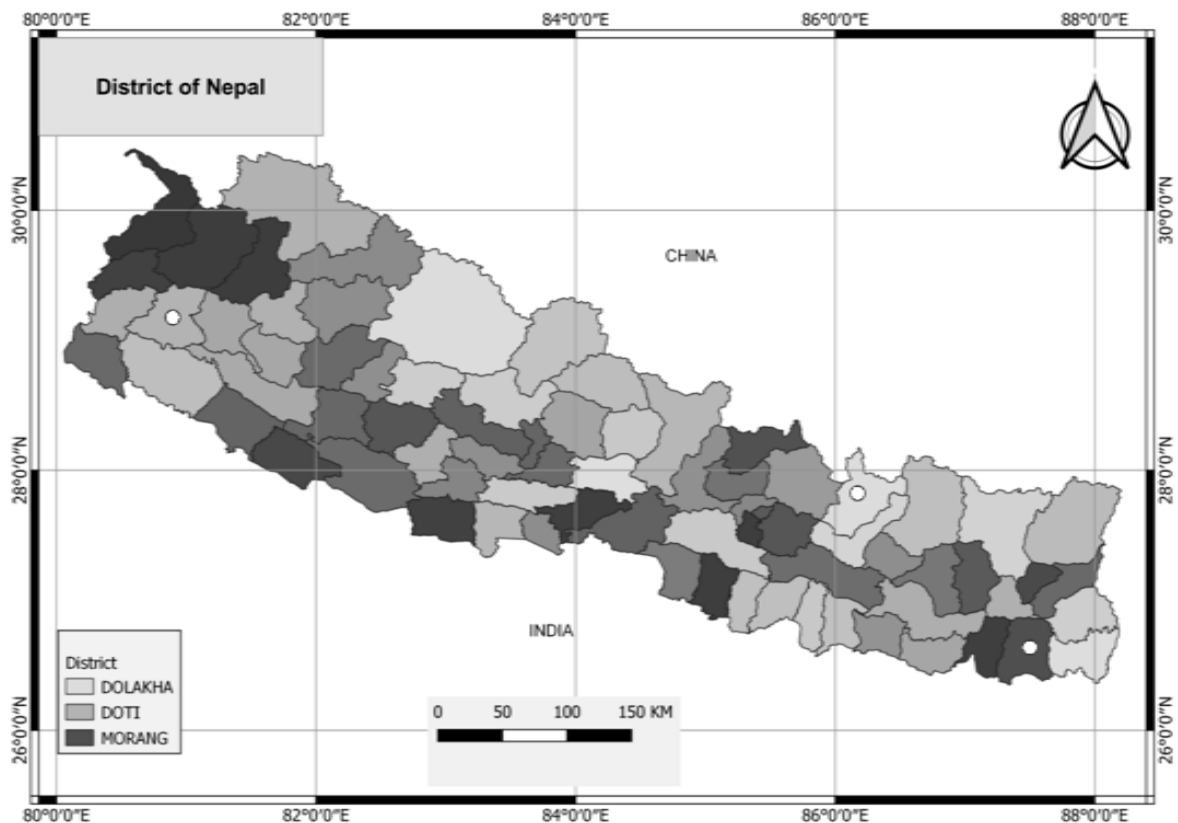 80°0'0"E 82°0'0"E 84°0'0"E 86°0'0"E 88°0'0"E
District of Nepal
30°0'0"N
30°0'0"N
CHINA
28°0'0"N
28°0'0"N
INDIA
District
DOLAKHA
DOTI
MORANG
0 50 100 150 KM
26°0'0"N
26°0'0"N
80°0'0"E 82°0'0"E 84°0'0"E 86°0'0"E 88°0'0"E